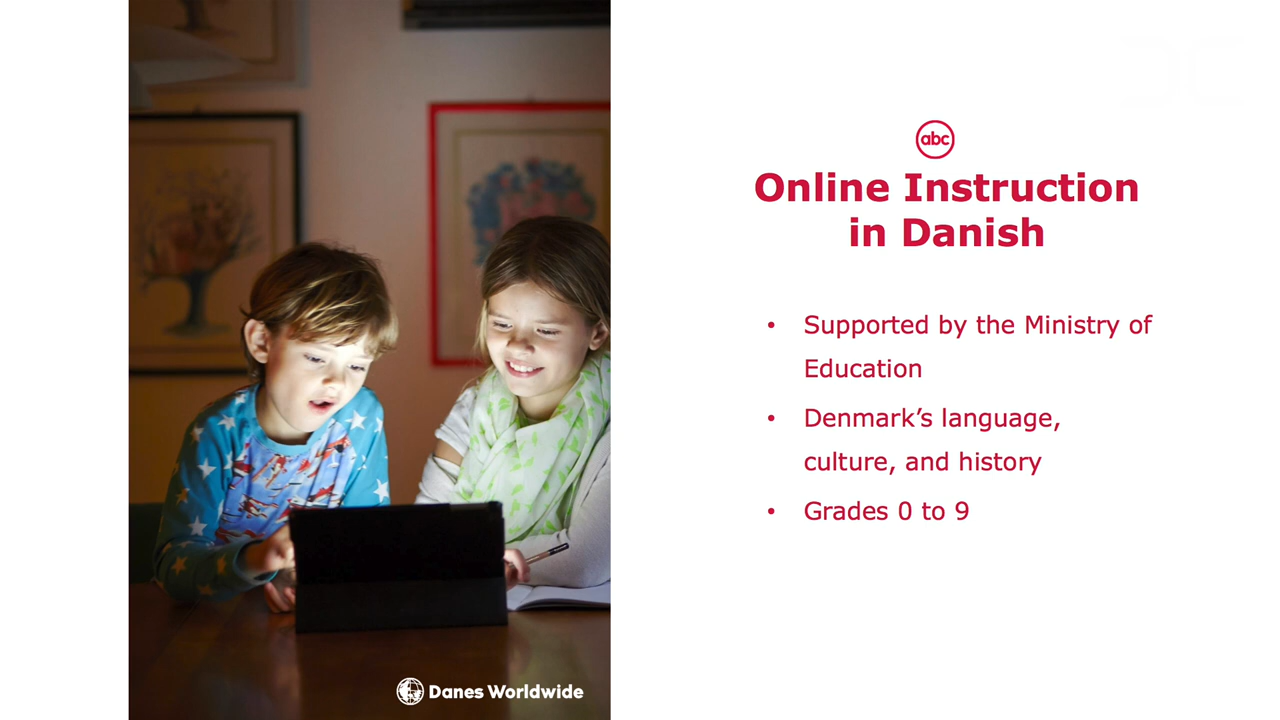 abc
Online Instruction
in Danish
• Supported by the Ministry of
Education
• Denmark’s language,
culture, and history
• Grades 0 to 9
Danes Worldwide